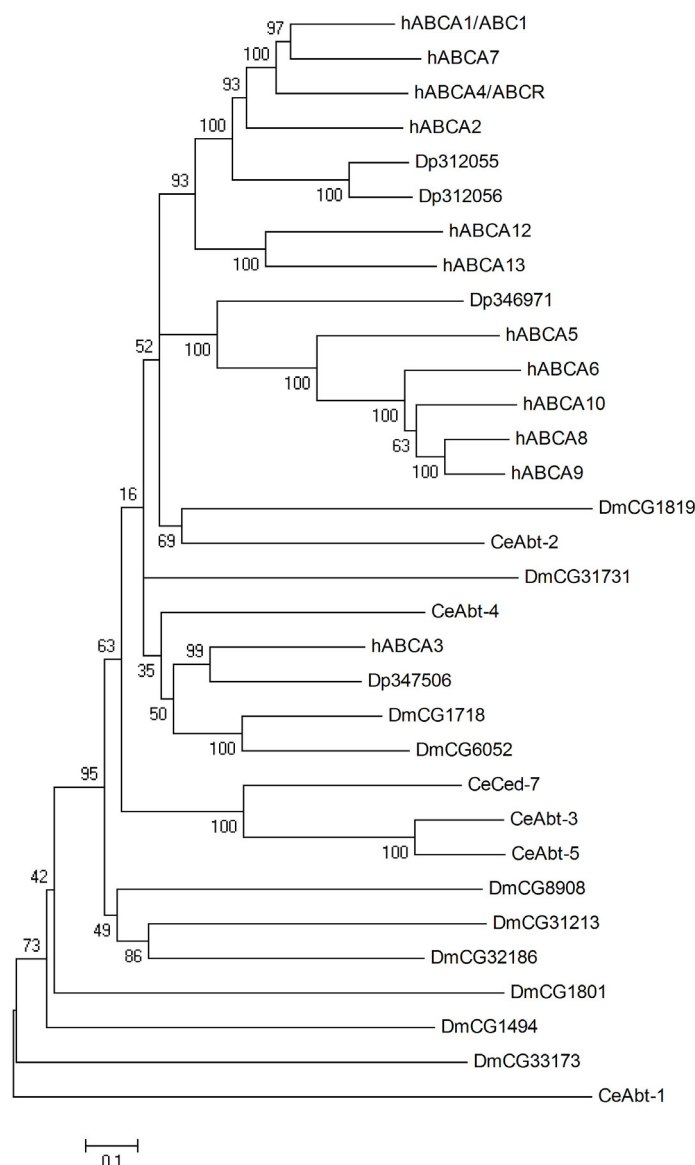 97
hABCA1/ABC1
100
hABCA7
93
hABCA4/ABCR
100
hABCA2
93
Dp312055
100
Dp312056
hABCA12
100
hABCA13
Dp346971
52
100
hABCA5
100
hABCA6
100
hABCA10
63
hABCA8
100
hABCA9
16
DmCG1819
69
CeAbt-2
DmCG31731
CeAbt-4
63
99
hABCA3
35
Dp347506
50
DmCG1718
100
DmCG6052
95
CeCed-7
100
CeAbt-3
100
CeAbt-5
42
DmCG8908
49
DmCG31213
73
86
DmCG32186
DmCG1801
DmCG1494
DmCG33173
CeAbt-1
0.1